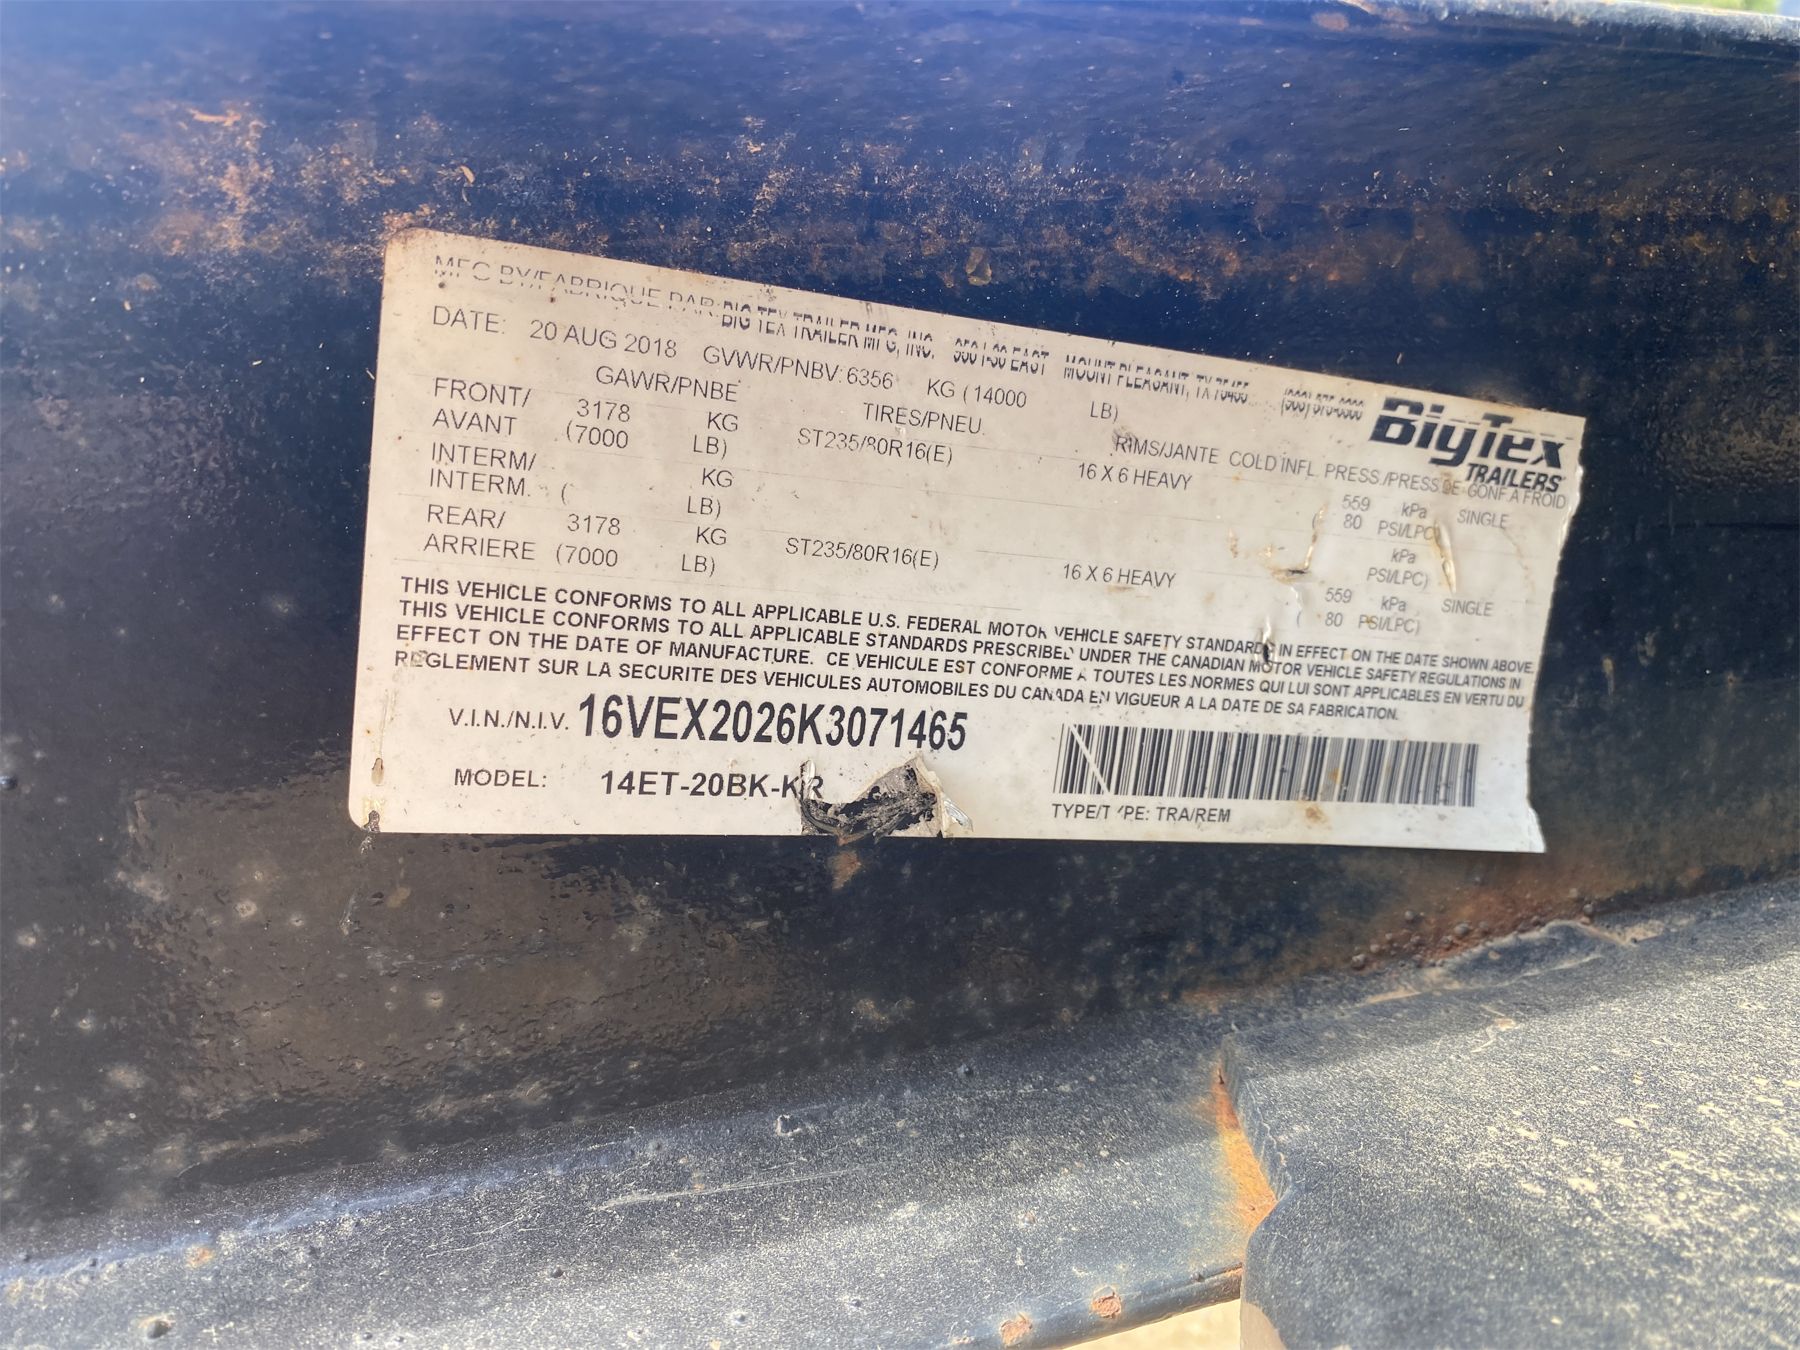 MFG BY/FABRIQUE PAR: BIG TEX TRAILER MFG, INC. 950 I-30 EAST MOUNT PLEASANT, TX 75455
DATE: 20 AUG 2018 GVWR/PNBV: 6356 KG (14000 LB)
BigTex
TRAILERS
GAWR/PNBE TIRES/PNEU RIMS/JANTE COLD INFL. PRESS./PRESS DE GONF A FROID
FRONT/ 3178 KG ST235/80R16(E) 16 X 6 HEAVY 559 kPa SINGLE
AVANT (7000 LB) ( 80 PSI/LPC)
INTERM/ KG kPa
INTERM. ( LB) PSI/LPC)
REAR/ 3178 KG ST235/80R16(E) 16 X 6 HEAVY 559 kPa SINGLE
ARRIERE (7000 LB) ( 80 PSI/LPC)
THIS VEHICLE CONFORMS TO ALL APPLICABLE U.S. FEDERAL MOTOR VEHICLE SAFETY STANDARDS IN EFFECT ON THE DATE SHOWN ABOVE.
THIS VEHICLE CONFORMS TO ALL APPLICABLE STANDARDS PRESCRIBED UNDER THE CANADIAN MOTOR VEHICLE SAFETY REGULATIONS IN
EFFECT ON THE DATE OF MANUFACTURE. CE VEHICULE EST CONFORME A TOUTES LES NORMES QUI LUI SONT APPLICABLES EN VERTU DU
REGLEMENT SUR LA SECURITE DES VEHICULES AUTOMOBILES DU CANADA EN VIGUEUR A LA DATE DE SA FABRICATION.
V.I.N./N.I.V. 16VEX2026K3071465
MODEL: 14ET-20BK-KR
TYPE/TYPE: TRA/REM